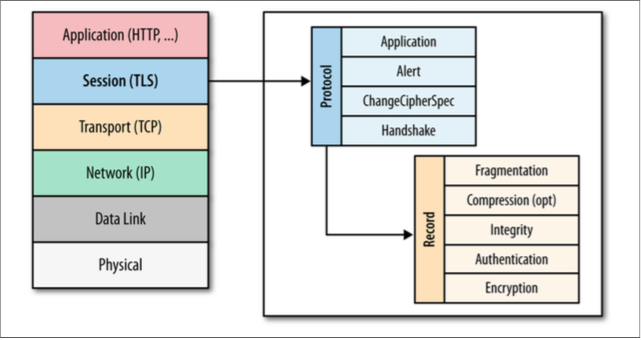 Application (HTTP, ...)
Session (TLS)
Transport (TCP)
Network (IP)
Data Link
Physical
Protocol
Application
Alert
ChangeCipherSpec
Handshake
Record
Fragmentation
Compression (opt)
Integrity
Authentication
Encryption